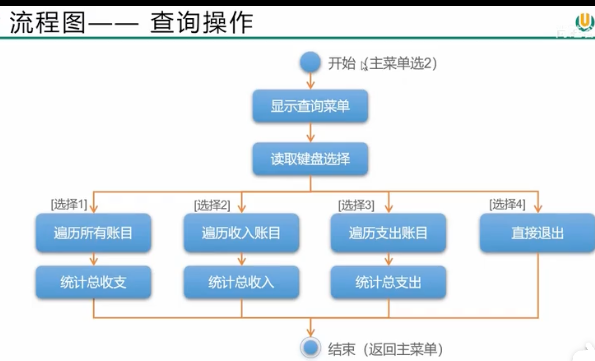 流程图—— 查询操作
开始（主菜单选2）
显示查询菜单
读取键盘选择
[选择1] [选择2] [选择3] [选择4]
遍历所有账目 遍历收入账目 遍历支出账目 直接退出
统计总收支 统计总收入 统计总支出
结束（返回主菜单）